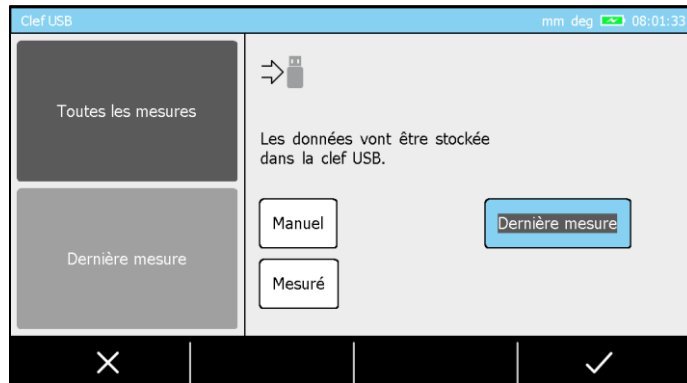 Clef USB
mm deg 08:01:33
Toutes les mesures
Dernière mesure
Les données vont être stockée
dans la clef USB.
Manuel
Dernière mesure
Mesuré